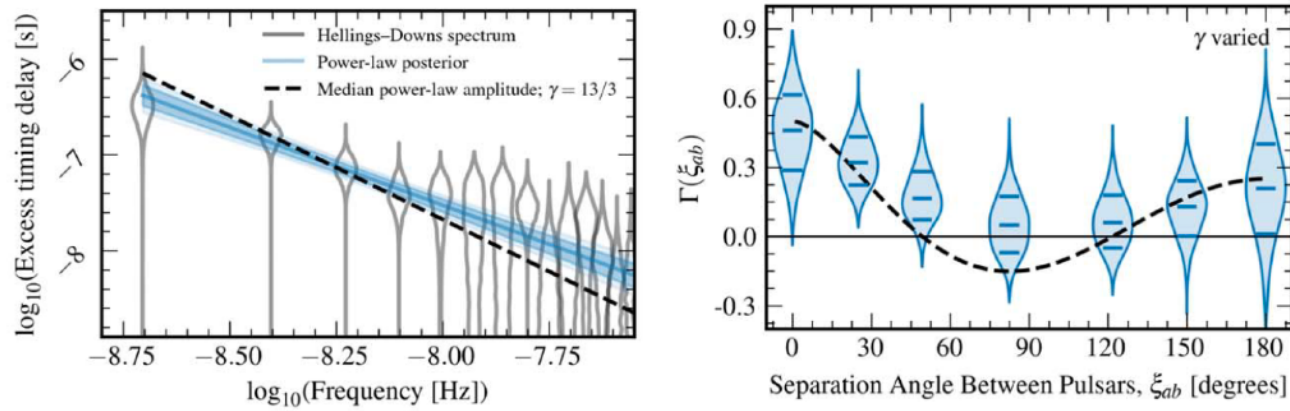 log₁₀(Excess timing delay [s])
−6
−7
−8
Hellings–Downs spectrum
Power-law posterior
Median power-law amplitude; γ = 13/3
−8.75 −8.50 −8.25 −8.00 −7.75
log₁₀(Frequency [Hz])
Γ(ξab)
0.9
0.6
0.3
0.0
-0.3
γ varied
0 30 60 90 120 150 180
Separation Angle Between Pulsars, ξab [degrees]